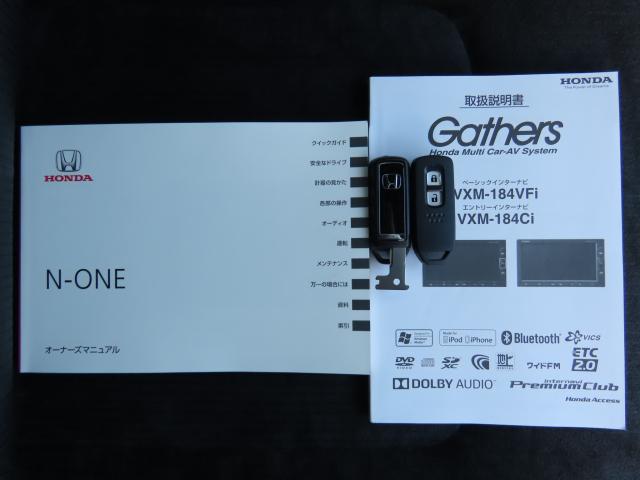 HONDA
N-ONE
オーナーズマニュアル
クイックガイド
安全なドライブ
計器の見かた
各部の操作
オーディオ
運転
メンテナンス
万一の場合には
資料
索引
HONDA
The Power of Dreams
取扱説明書
Gathers
Honda Multi Car-AV System
ベーシックインターナビ
VXM-184VFi
エントリーインターナビ
VXM-184Ci
Made for
iPod iPhone
Bluetooth®
VICS
DVD
VIDEO
SD
XC
ワイドFM
ETC
2.0
DOLBY AUDIO™
internavi
Premium Club
Honda Access